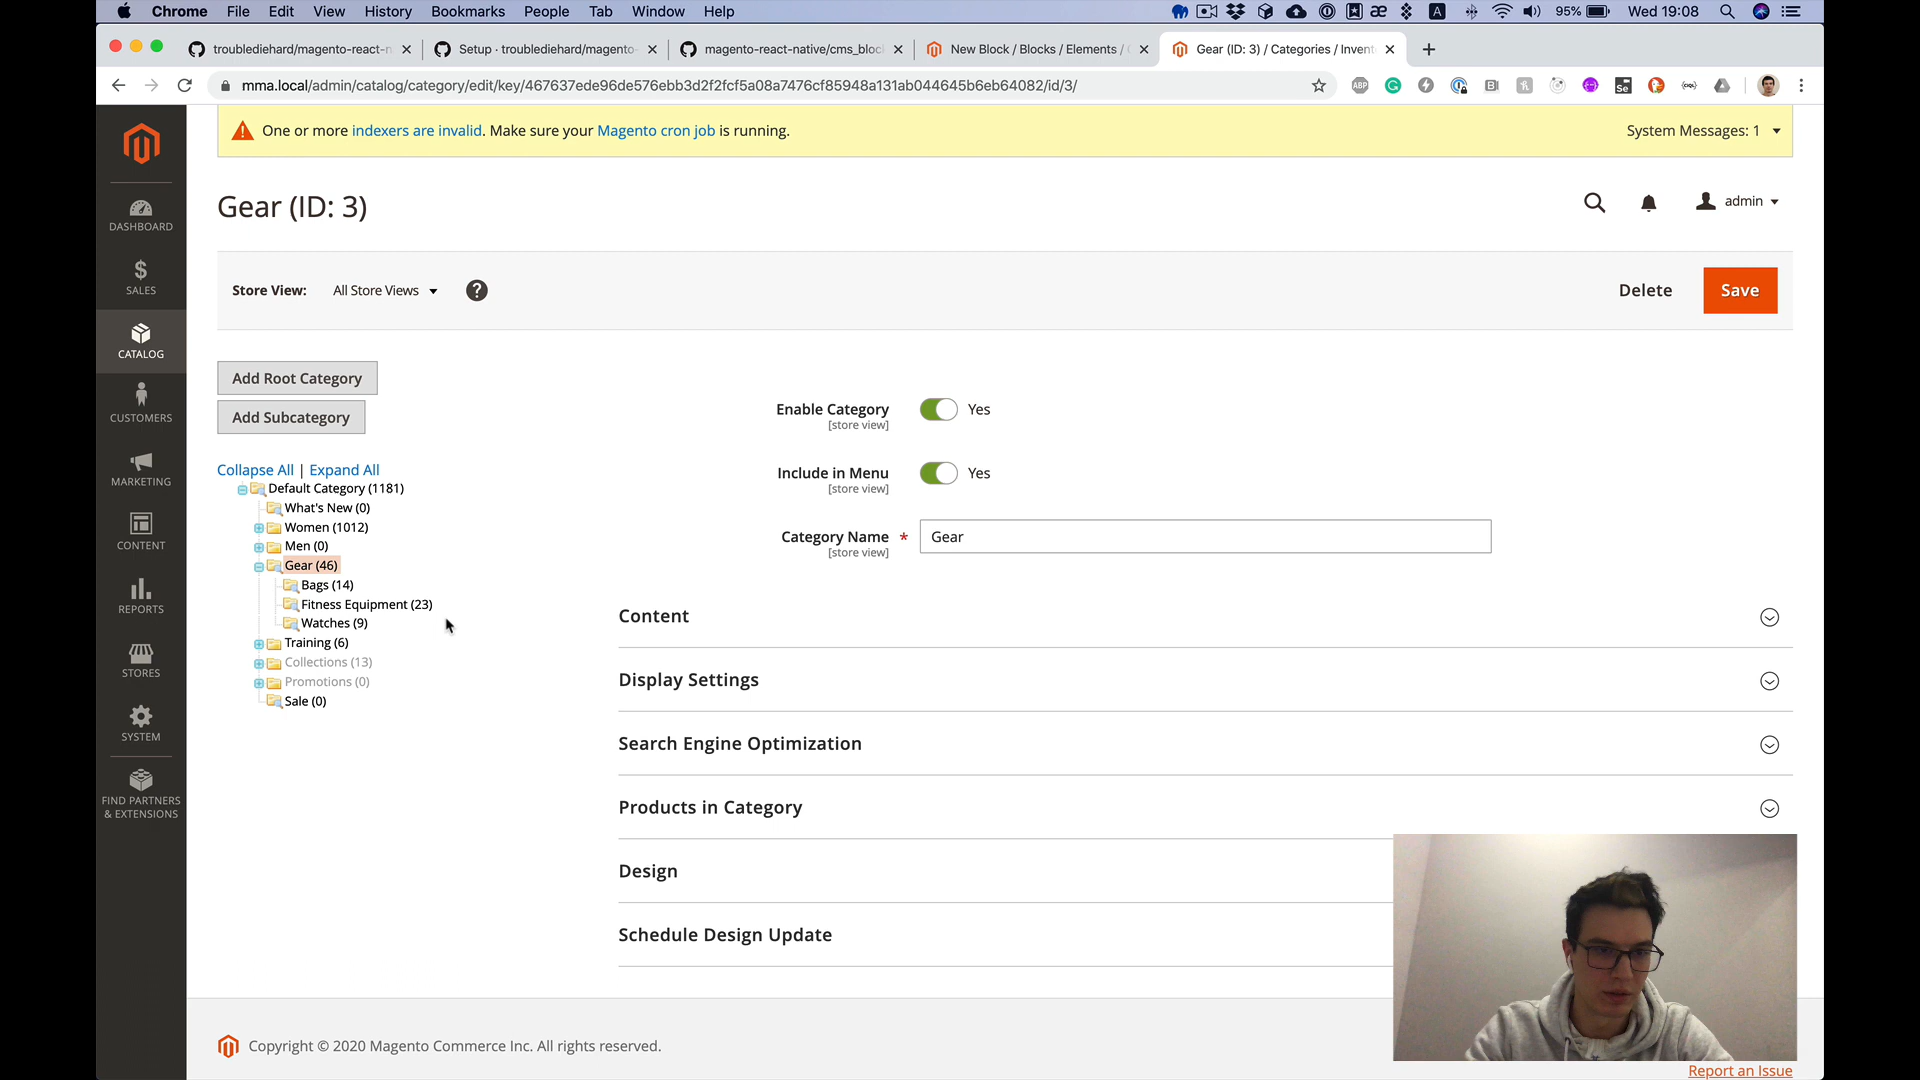 Chrome File Edit View History Bookmarks People Tab Window Help 95% Wed 19:08
troublediehard/magento-react-n
Setup · troublediehard/magento-
magento-react-native/cms_bloc
New Block / Blocks / Elements /
Gear (ID: 3) / Categories / Invent
mma.local/admin/catalog/category/edit/key/467637ede96de576ebb3d2f2fcf5a08a7476cf85948a131ab044645b6eb64082/id/3/
One or more indexers are invalid. Make sure your Magento cron job is running.
System Messages: 1
Gear (ID: 3)
admin
DASHBOARD
SALES
CATALOG
CUSTOMERS
MARKETING
CONTENT
REPORTS
STORES
SYSTEM
FIND PARTNERS
& EXTENSIONS
Store View: All Store Views ?
Delete
Save
Add Root Category
Add Subcategory
Collapse All | Expand All
Default Category (1181)
What's New (0)
Women (1012)
Men (0)
Gear (46)
Bags (14)
Fitness Equipment (23)
Watches (9)
Training (6)
Collections (13)
Promotions (0)
Sale (0)
Enable Category
[store view]
Yes
Include in Menu
[store view]
Yes
Category Name *
[store view]
Gear
Content
Display Settings
Search Engine Optimization
Products in Category
Design
Schedule Design Update
Copyright © 2020 Magento Commerce Inc. All rights reserved.
Report an Issue